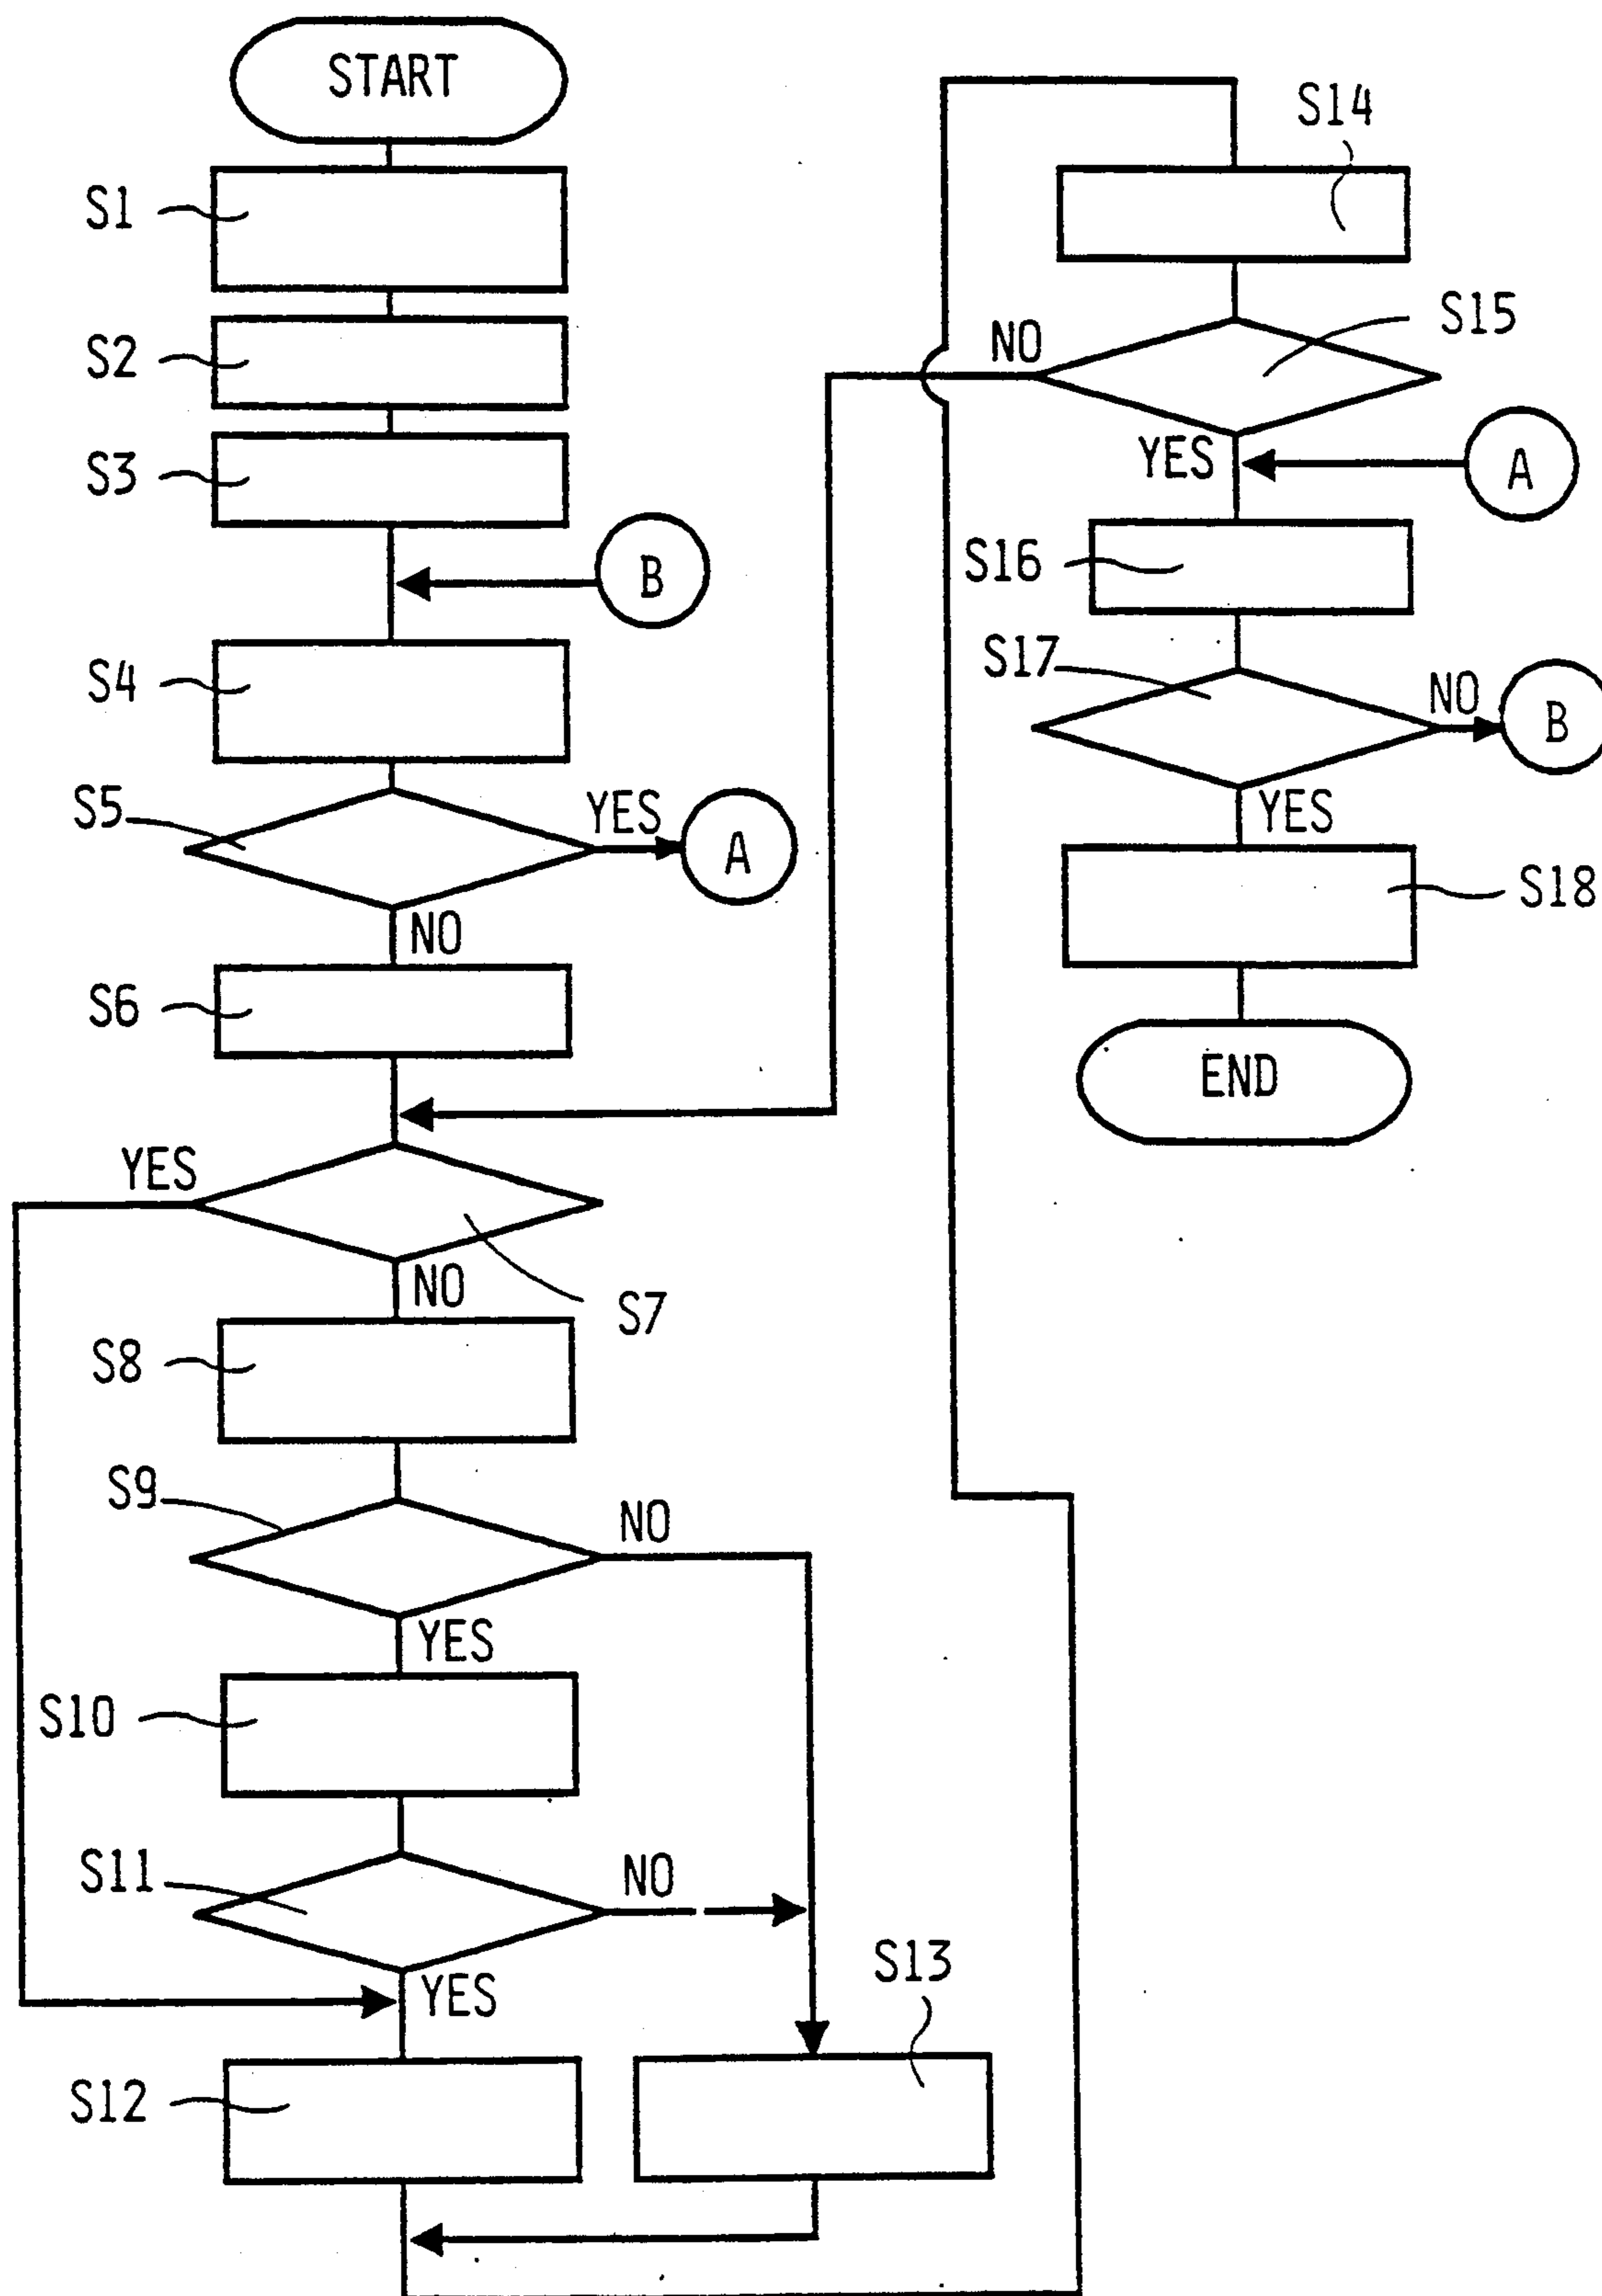 START
S1
S2
S3
B
S4
S5
YES
A
NO
S6
YES
NO
S7
S8
S9
NO
YES
S10
S11
NO
YES
S13
S12
S14
S15
NO
YES
A
S16
S17
NO
B
YES
S18
END